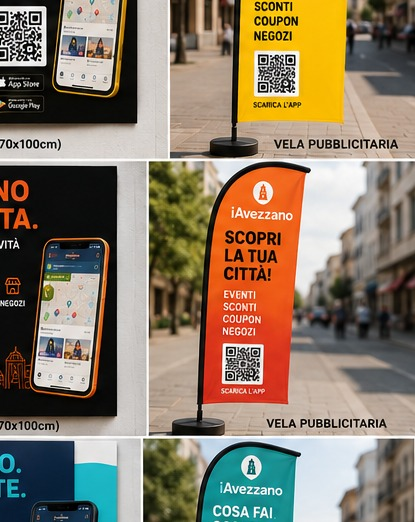 SCONTI
COUPON
NEGOZI
SCARICA L'APP
App Store
Google Play
70x100cm)
VELA PUBBLICITARIA
NO
TA.
VITÀ
NEGOZI
iAvezzano
SCOPRI
LA TUA
CITTÀ!
EVENTI
SCONTI
COUPON
NEGOZI
SCARICA L'APP
70x100cm)
VELA PUBBLICITARIA
O.
TE.
iAvezzano
COSA FAI